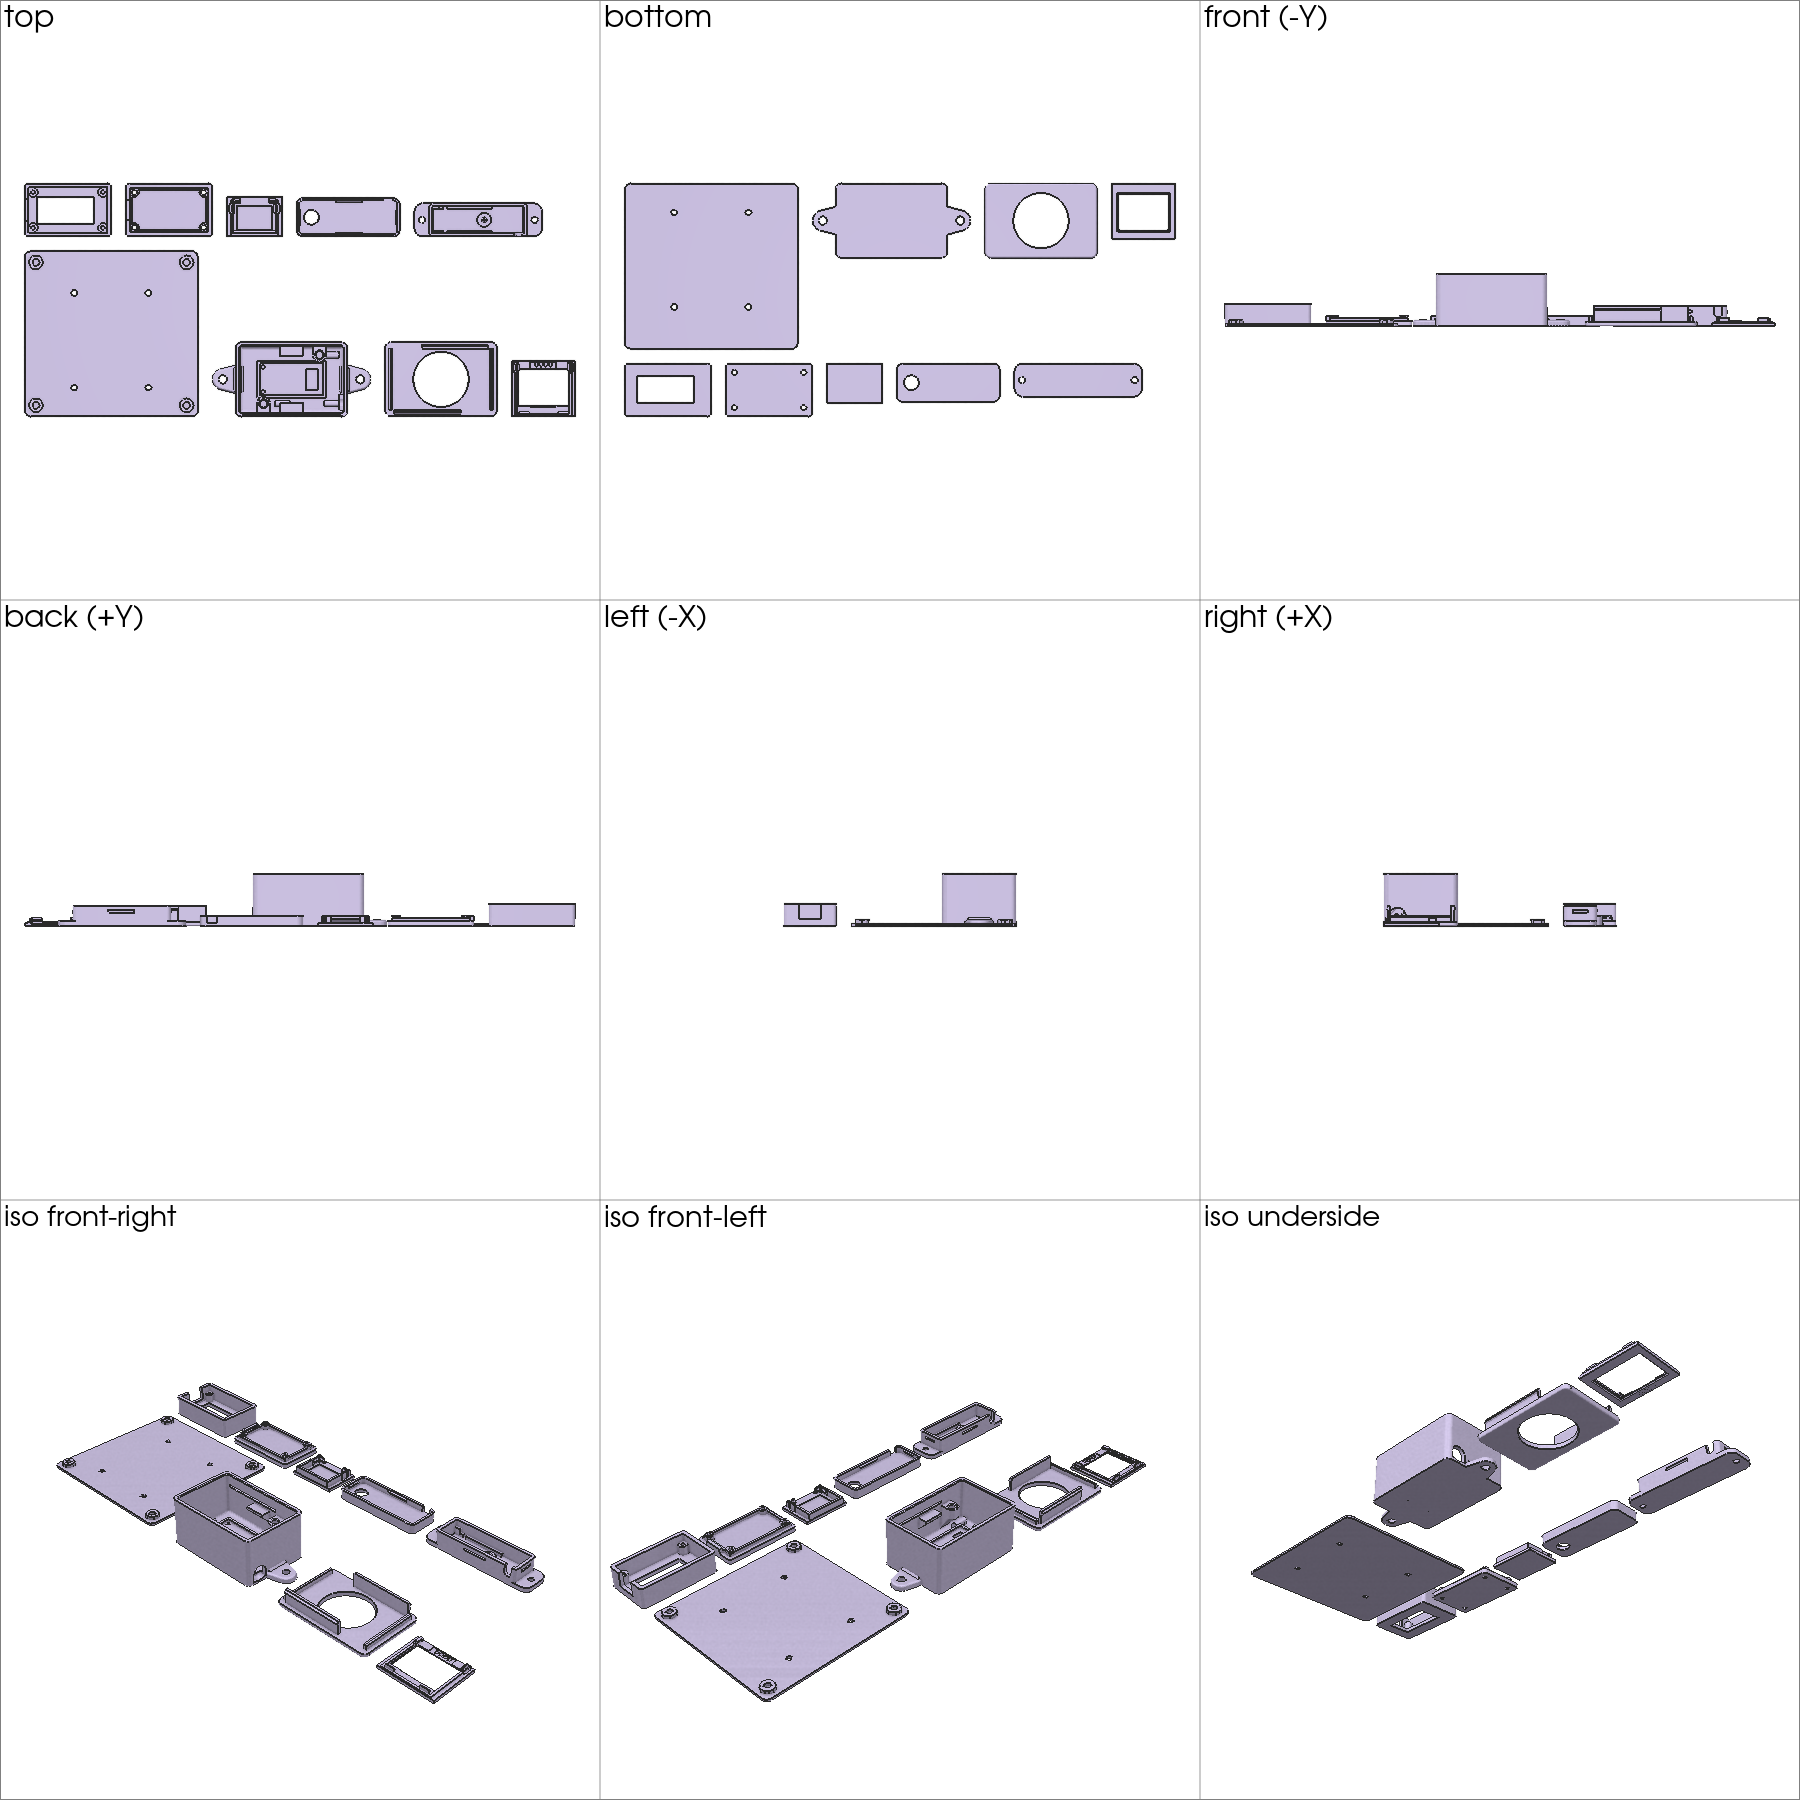 top
bottom
front (-Y)
back (+Y)
left (-X)
right (+X)
iso front-right
iso front-left
iso underside